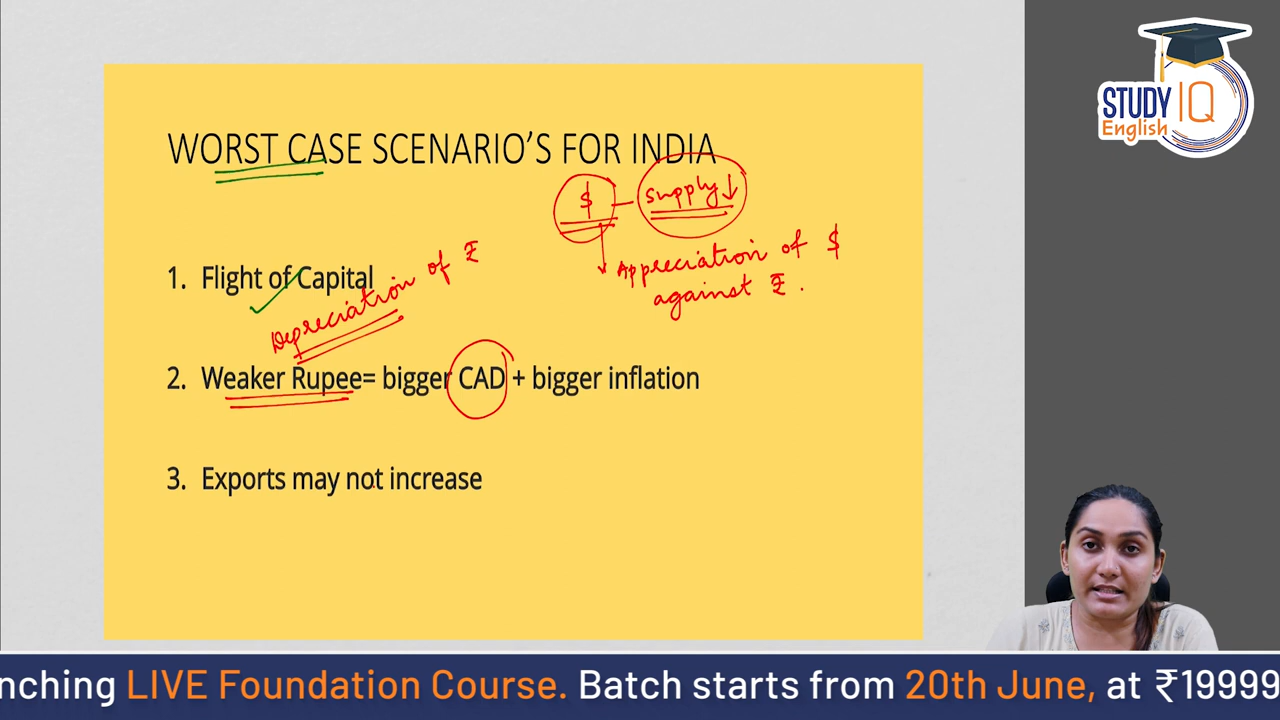 STUDY IQ
English
WORST CASE SCENARIO'S FOR INDIA
$ - Supply↓
Appreciation of $
against ₹.
1. Flight of Capital
Depreciation of ₹
2. Weaker Rupee= bigger CAD + bigger inflation
3. Exports may not increase
nching LIVE Foundation Course. Batch starts from 20th June, at ₹19999